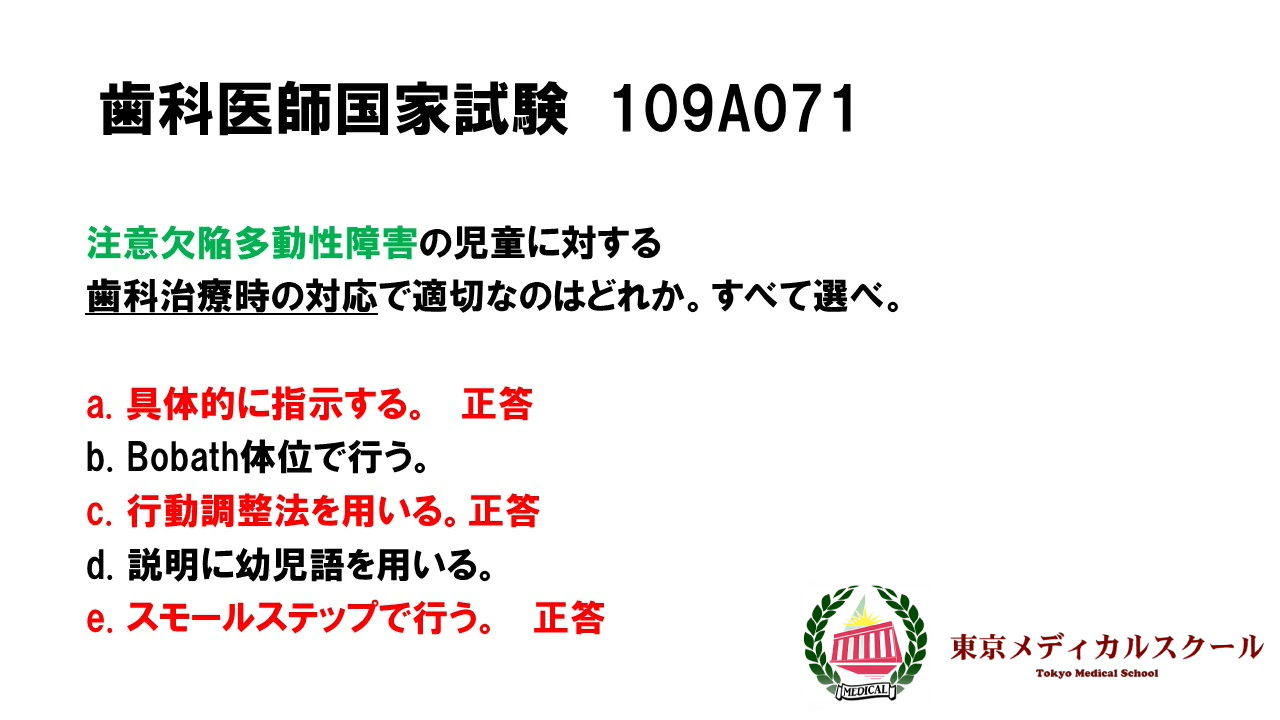 歯科医師国家試験 109A071
注意欠陥多動性障害の児童に対する
歯科治療時の対応で適切なのはどれか。すべて選べ。
a. 具体的に指示する。 正答
b. Bobath体位で行う。
c. 行動調整法を用いる。正答
d. 説明に幼児語を用いる。
e. スモールステップで行う。 正答
MEDICAL
東京メディカルスクール
Tokyo Medical School